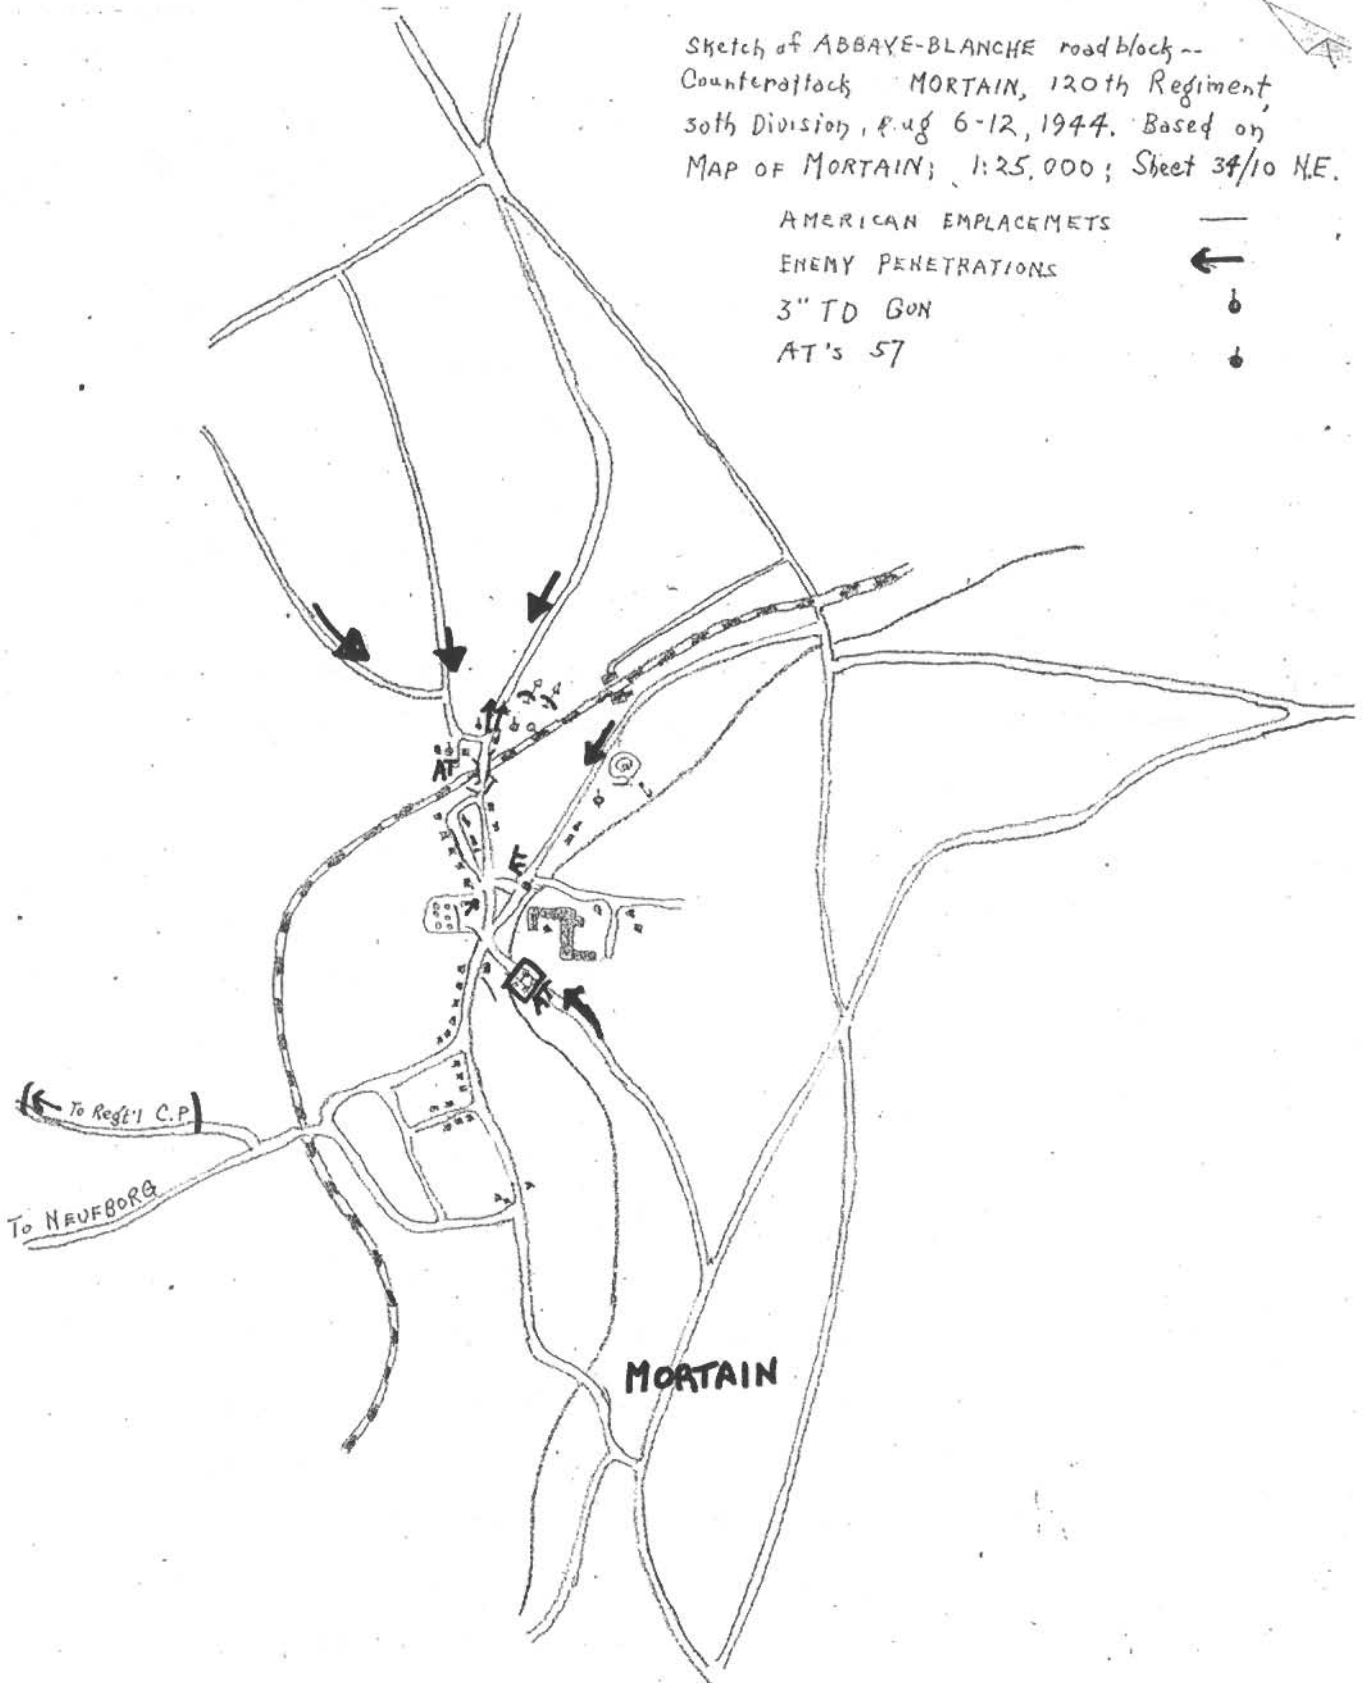 Sketch of ABBAYE-BLANCHE road block --
Counterattack MORTAIN, 120th Regiment,
30th Division, Aug 6-12, 1944. Based on
MAP OF MORTAIN; 1:25,000; Sheet 34/10 N.E.
AMERICAN EMPLACEMETS
ENEMY PENETRATIONS
3" TD GUN
AT's 57
AT
To Regt'l C.P
To NEUFBORG
MORTAIN